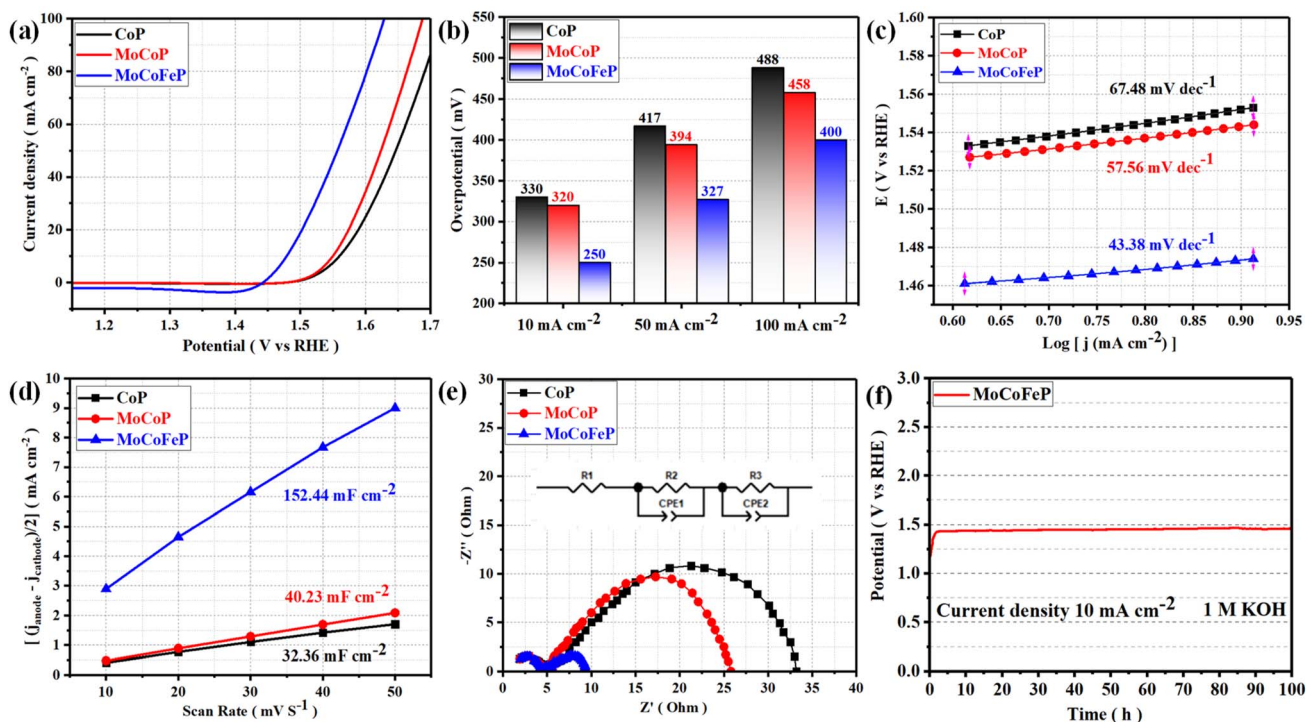 (a)
CoP
MoCoP
MoCoFeP
Current density ( mA cm⁻² )
100
80
60
40
20
0
1.2 1.3 1.4 1.5 1.6 1.7
Potential ( V vs RHE )
(b)
CoP
MoCoP
MoCoFeP
Overpotential ( mV )
550
500
450
400
350
300
250
200
330 320 250
417 394 327
488 458 400
10 mA cm⁻² 50 mA cm⁻² 100 mA cm⁻²
(c)
CoP
MoCoP
MoCoFeP
E ( V vs RHE )
1.60
1.58
1.56
1.54
1.52
1.50
1.48
1.46
67.48 mV dec⁻¹
57.56 mV dec⁻¹
43.38 mV dec⁻¹
0.60 0.65 0.70 0.75 0.80 0.85 0.90 0.95
Log [ j (mA cm⁻²) ]
(d)
CoP
MoCoP
MoCoFeP
[ (j_anode - j_cathode)/2] ( mA cm⁻² )
10
9
8
7
6
5
4
3
2
1
0
152.44 mF cm⁻²
40.23 mF cm⁻²
32.36 mF cm⁻²
10 20 30 40 50
Scan Rate ( mV S⁻¹ )
(e)
CoP
MoCoP
MoCoFeP
-Z'' ( Ohm )
30
25
20
15
10
5
0
R1 R2 R3
CPE1 CPE2
0 5 10 15 20 25 30 35 40
Z' ( Ohm )
(f)
MoCoFeP
Potential ( V vs RHE )
3.0
2.5
2.0
1.5
1.0
0.5
0.0
Current density 10 mA cm⁻² 1 M KOH
0 10 20 30 40 50 60 70 80 90 100
Time ( h )